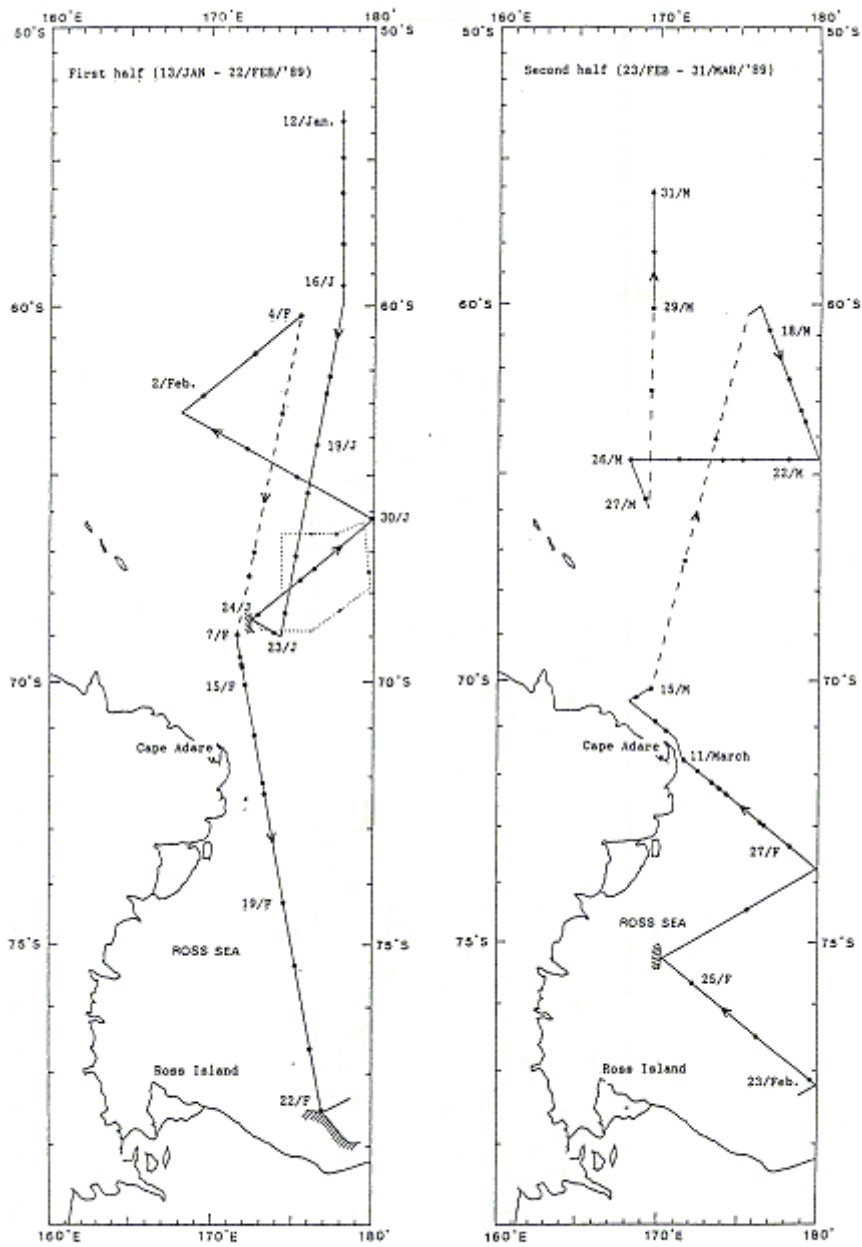 160°E 170°E 180°
50°S 50°S
First half (13/JAN - 22/FEB/'89)
12/Jan.
16/J
60°S 60°S
4/F
2/Feb.
19/J
30/J
24/J
7/F
23/J
70°S
15/F
Cape Adare
19/F
75°S 75°S
ROSS SEA
Ross Island
22/F
160°E 170°E 180°
160°E 170°E 180°
50°S
Second half (23/FEB - 31/MAR/'89)
31/M
60°S
29/M
18/M
26/M
22/M
27/M
70°S 70°S
15/M
Cape Adare
11/March
27/F
ROSS SEA
75°S
25/F
Ross Island
23/Feb.
160°E 170°E 180°